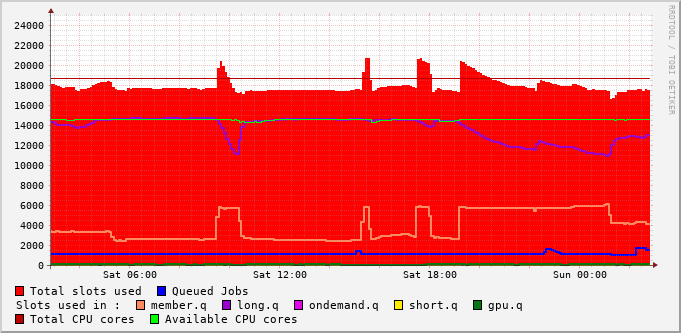 24000
22000
20000
18000
16000
14000
12000
10000
8000
6000
4000
2000
0
Sat 06:00 Sat 12:00 Sat 18:00 Sun 00:00
RRDTOOL / TOBI OETIKER
Total slots used Queued Jobs
Slots used in : member.q long.q ondemand.q short.q gpu.q
Total CPU cores Available CPU cores